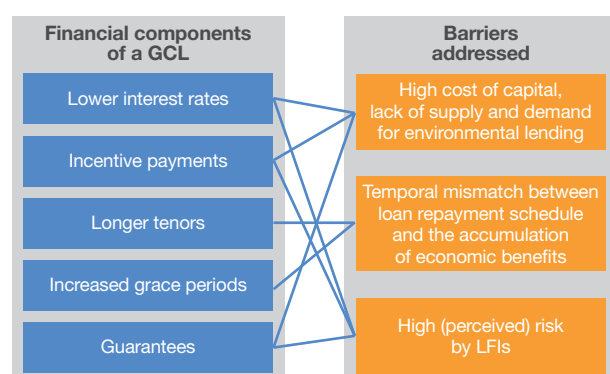 Financial components
of a GCL
Lower interest rates
Incentive payments
Longer tenors
Increased grace periods
Guarantees
Barriers
addressed
High cost of capital,
lack of supply and demand
for environmental lending
Temporal mismatch between
loan repayment schedule
and the accumulation
of economic benefits
High (perceived) risk
by LFIs